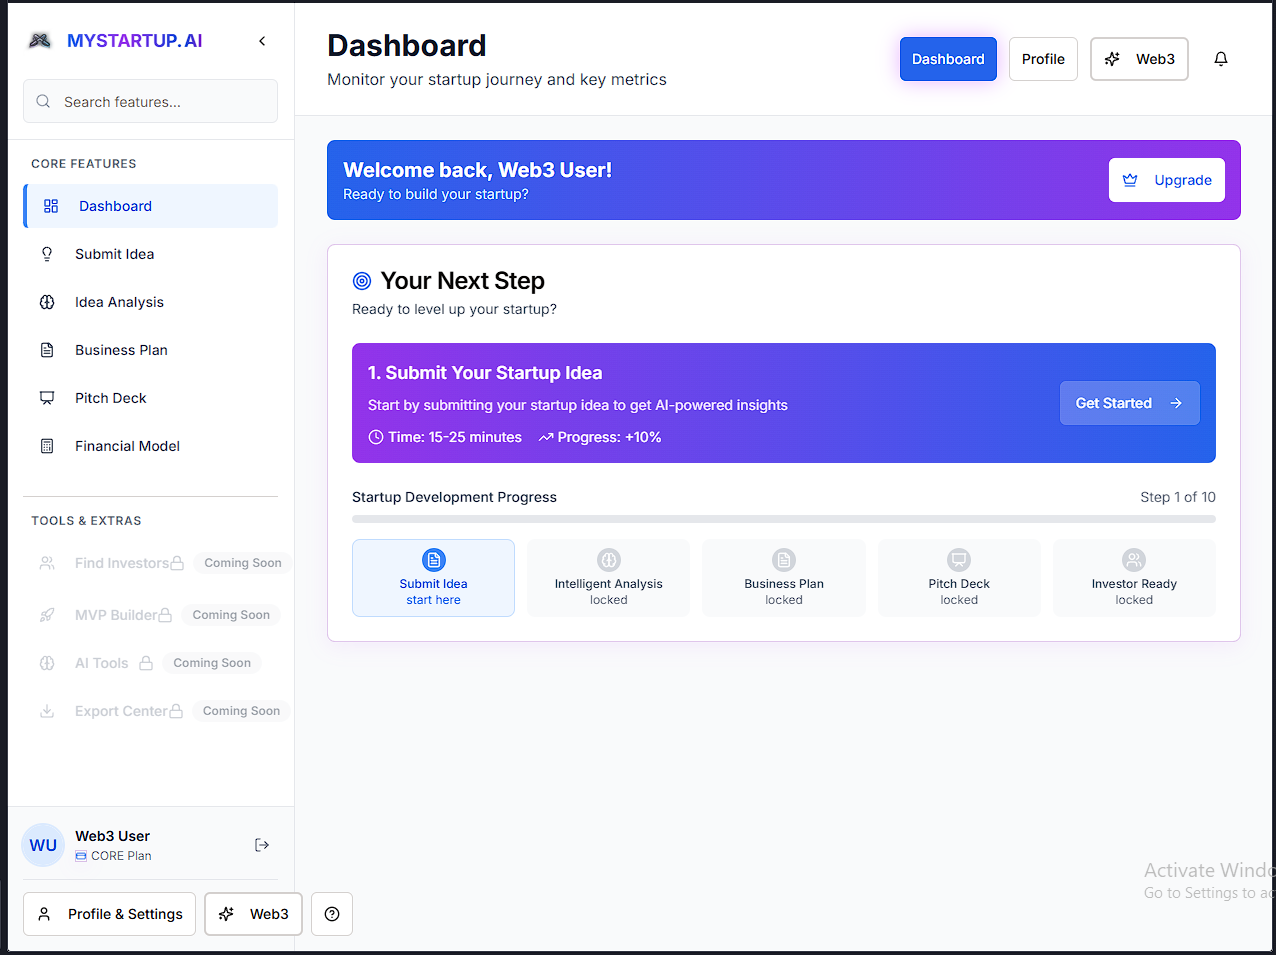 MYSTARTUP.AI
Search features...
CORE FEATURES
Dashboard
Submit Idea
Idea Analysis
Business Plan
Pitch Deck
Financial Model
TOOLS & EXTRAS
Find Investors Coming Soon
MVP Builder Coming Soon
AI Tools Coming Soon
Export Center Coming Soon
WU
Web3 User
CORE Plan
Profile & Settings Web3
Dashboard
Monitor your startup journey and key metrics
Dashboard Profile Web3
Welcome back, Web3 User!
Ready to build your startup?
Upgrade
Your Next Step
Ready to level up your startup?
1. Submit Your Startup Idea
Start by submitting your startup idea to get AI-powered insights
Time: 15-25 minutes Progress: +10%
Get Started
Startup Development Progress Step 1 of 10
Submit Idea
start here
Intelligent Analysis
locked
Business Plan
locked
Pitch Deck
locked
Investor Ready
locked
Activate Windo
Go to Settings to ac